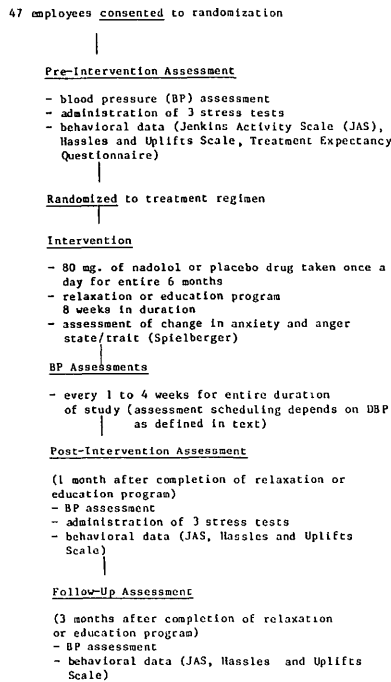 47 employees consented to randomization
Pre-Intervention Assessment
- blood pressure (BP) assessment
- administration of 3 stress tests
- behavioral data (Jenkins Activity Scale (JAS),
Hassles and Uplifts Scale, Treatment Expectancy
Questionnaire)
Randomized to treatment regimen
Intervention
- 80 mg. of nadolol or placebo drug taken once a
day for entire 6 months
- relaxation or education program
8 weeks in duration
- assessment of change in anxiety and anger
state/trait (Spielberger)
BP Assessments
- every 1 to 4 weeks for entire duration
of study (assessment scheduling depends on DBP
as defined in text)
Post-Intervention Assessment
(1 month after completion of relaxation or
education program)
- BP assessment
- administration of 3 stress tests
- behavioral data (JAS, Hassles and Uplifts
Scale)
Follow-Up Assessment
(3 months after completion of relaxation
or education program)
- BP assessment
- behavioral data (JAS, Hassles and Uplifts
Scale)